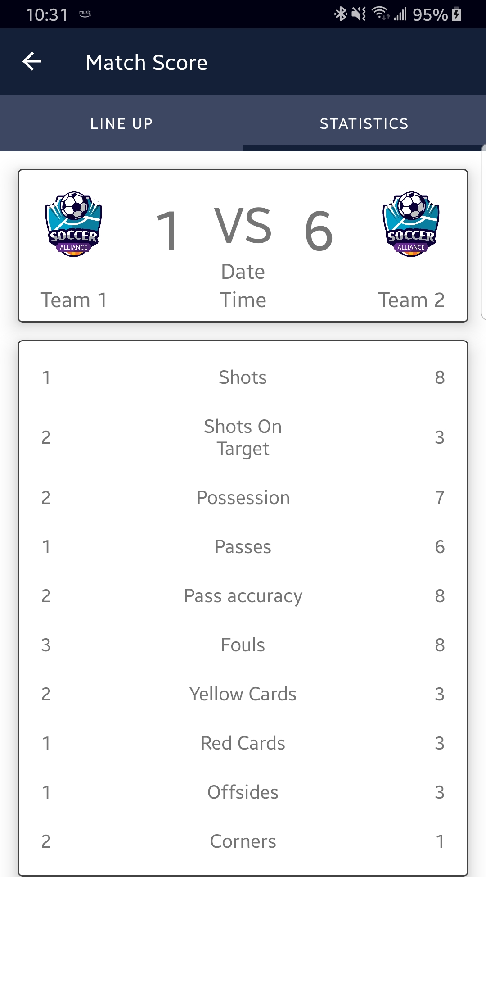 10:31 music 95%
Match Score
LINE UP STATISTICS
SOCCER ALLIANCE
1 VS 6
SOCCER ALLIANCE
Date
Team 1 Time Team 2
1 Shots 8
2 Shots On Target 3
2 Possession 7
1 Passes 6
2 Pass accuracy 8
3 Fouls 8
2 Yellow Cards 3
1 Red Cards 3
1 Offsides 3
2 Corners 1